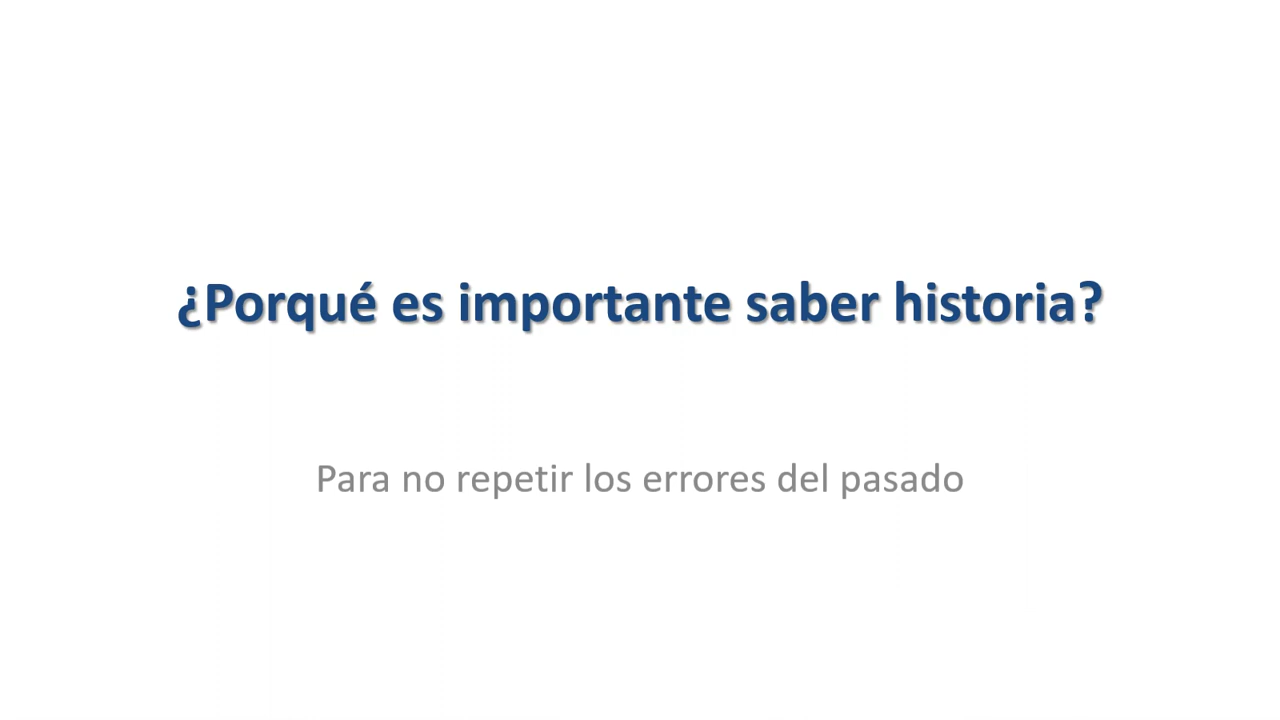 ¿Porqué es importante saber historia?
Para no repetir los errores del pasado